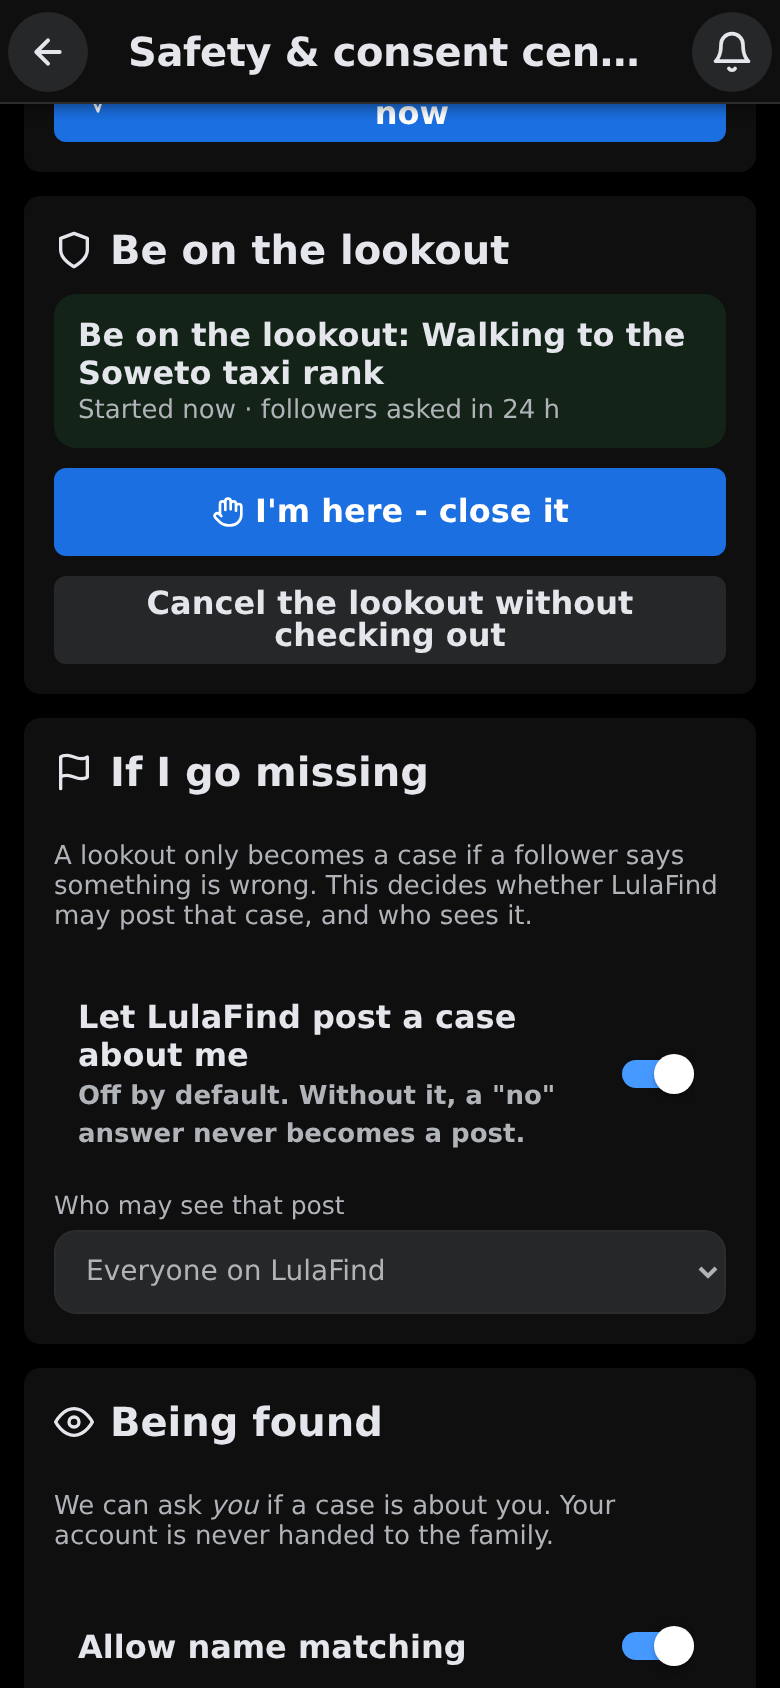 Safety & consent cen...
now
Be on the lookout
Be on the lookout: Walking to the
Soweto taxi rank
Started now · followers asked in 24 h
I'm here - close it
Cancel the lookout without
checking out
If I go missing
A lookout only becomes a case if a follower says
something is wrong. This decides whether LulaFind
may post that case, and who sees it.
Let LulaFind post a case
about me
Off by default. Without it, a "no"
answer never becomes a post.
Who may see that post
Everyone on LulaFind
Being found
We can ask you if a case is about you. Your
account is never handed to the family.
Allow name matching